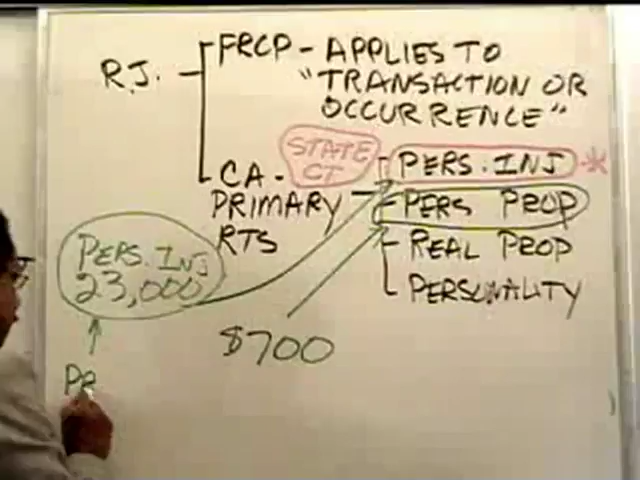 R.J. - FRCP - APPLIES TO
"TRANSACTION OR
OCCURRENCE"
CA - PRIMARY RTS
STATE CT
- PERS. INJ *
- PERS PROP
- REAL PROP
- PERSONALITY
PERS. INJ
23,000
$700
PR